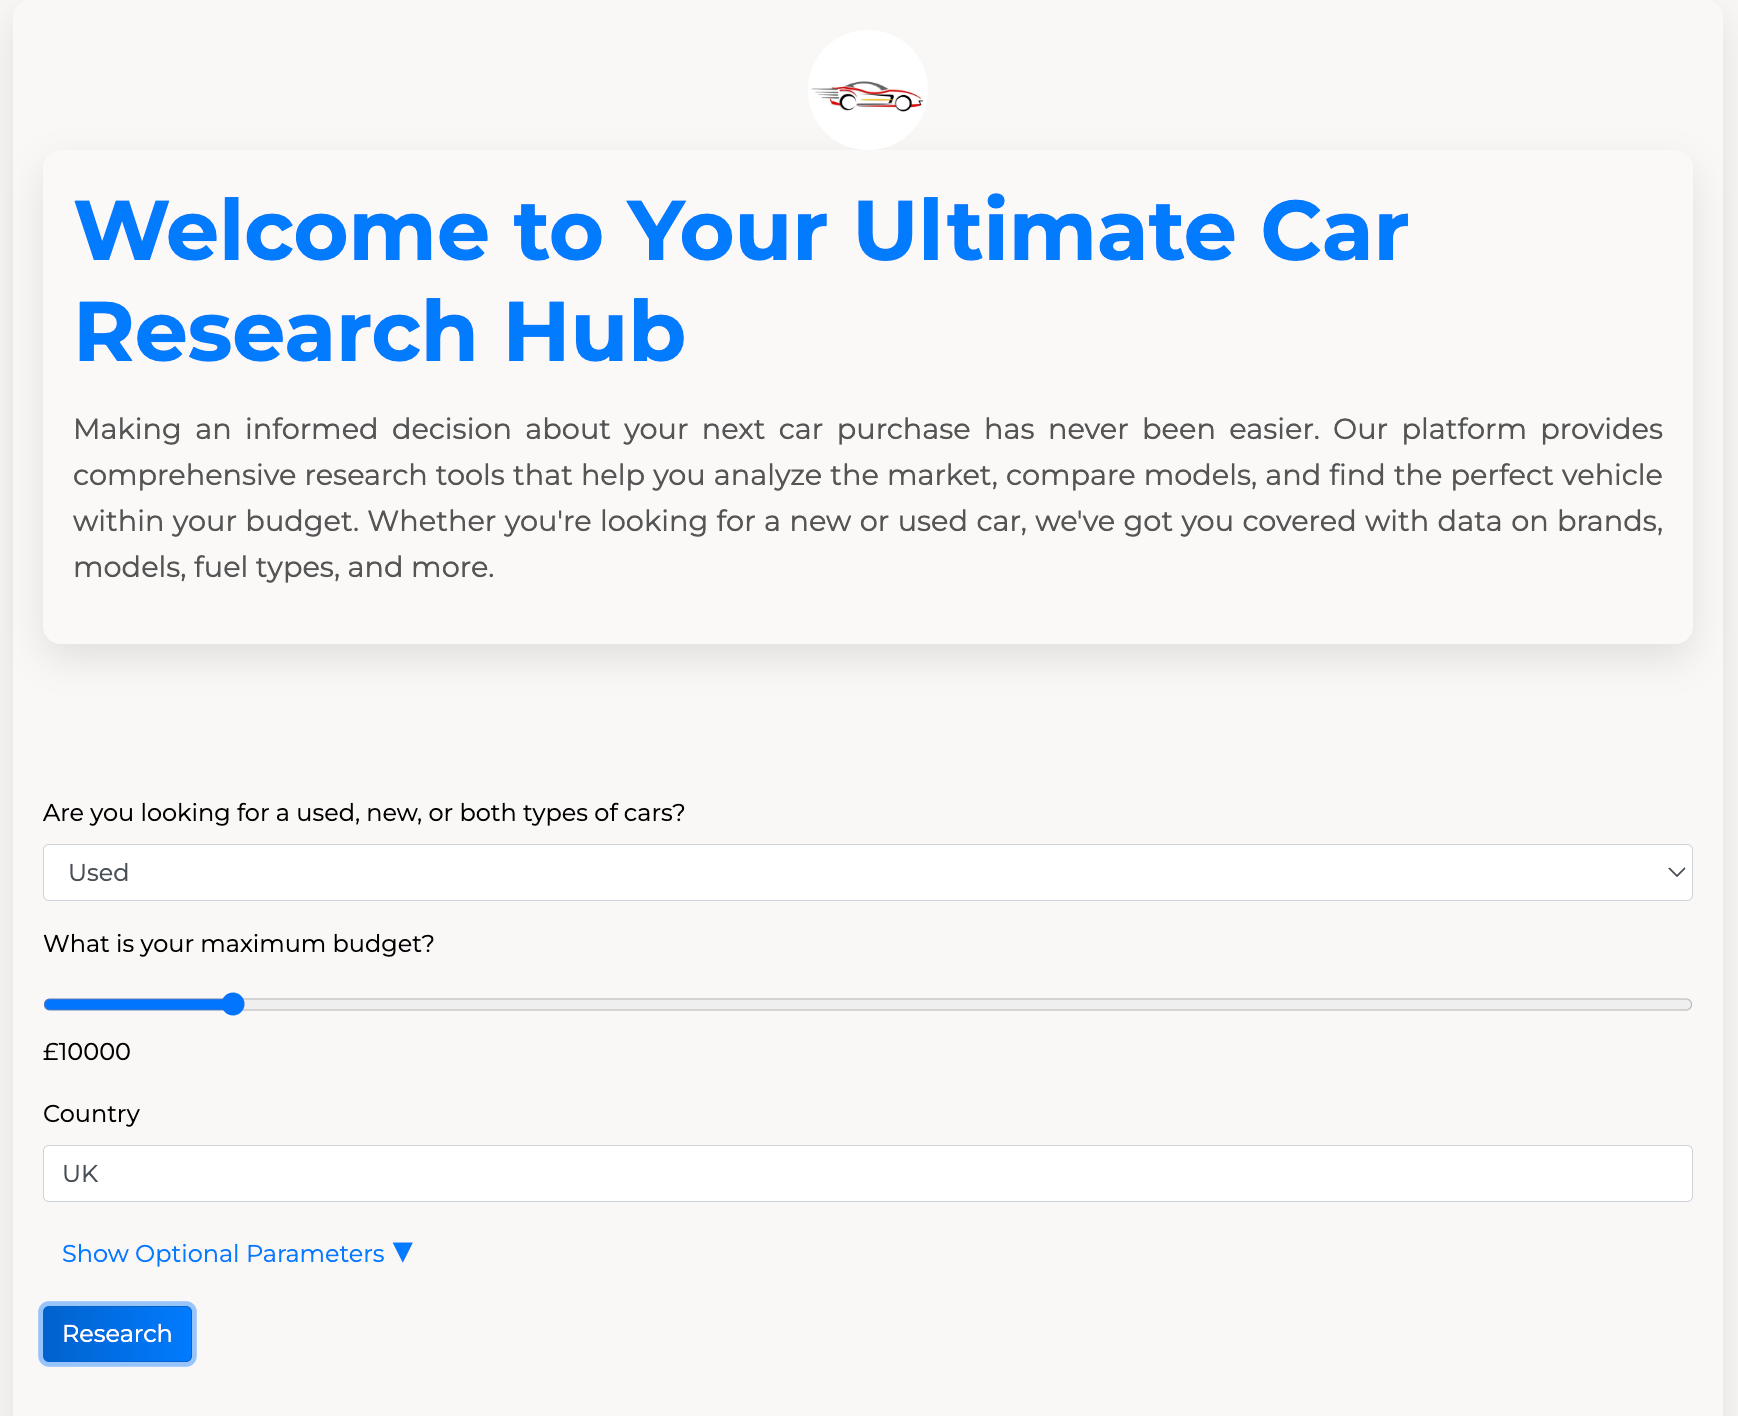 Welcome to Your Ultimate Car
Research Hub
Making an informed decision about your next car purchase has never been easier. Our platform provides
comprehensive research tools that help you analyze the market, compare models, and find the perfect vehicle
within your budget. Whether you're looking for a new or used car, we've got you covered with data on brands,
models, fuel types, and more.
Are you looking for a used, new, or both types of cars?
Used
What is your maximum budget?
£10000
Country
UK
Show Optional Parameters ▼
Research